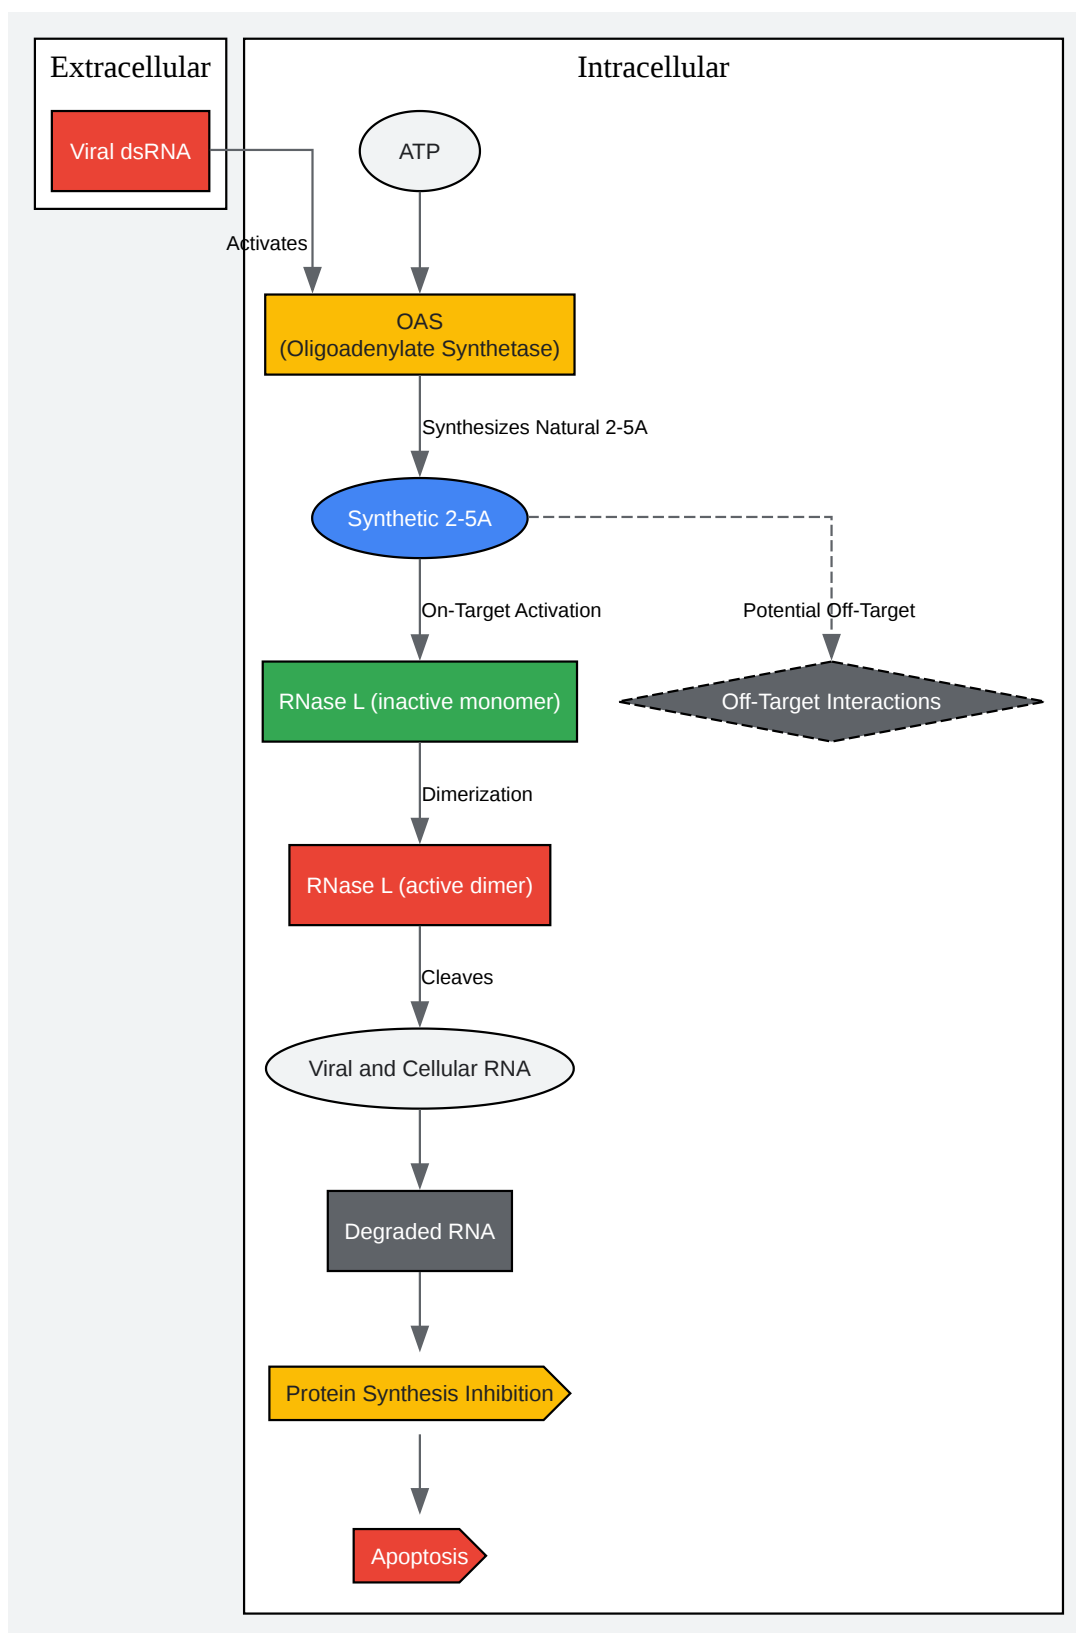 Extracellular
Intracellular
Viral dsRNA
ATP
Activates
OAS
(Oligoadenylate Synthetase)
Synthesizes Natural 2-5A
Synthetic 2-5A
On-Target Activation
Potential Off-Target
RNase L (inactive monomer)
Off-Target Interactions
Dimerization
RNase L (active dimer)
Cleaves
Viral and Cellular RNA
Degraded RNA
Protein Synthesis Inhibition
Apoptosis